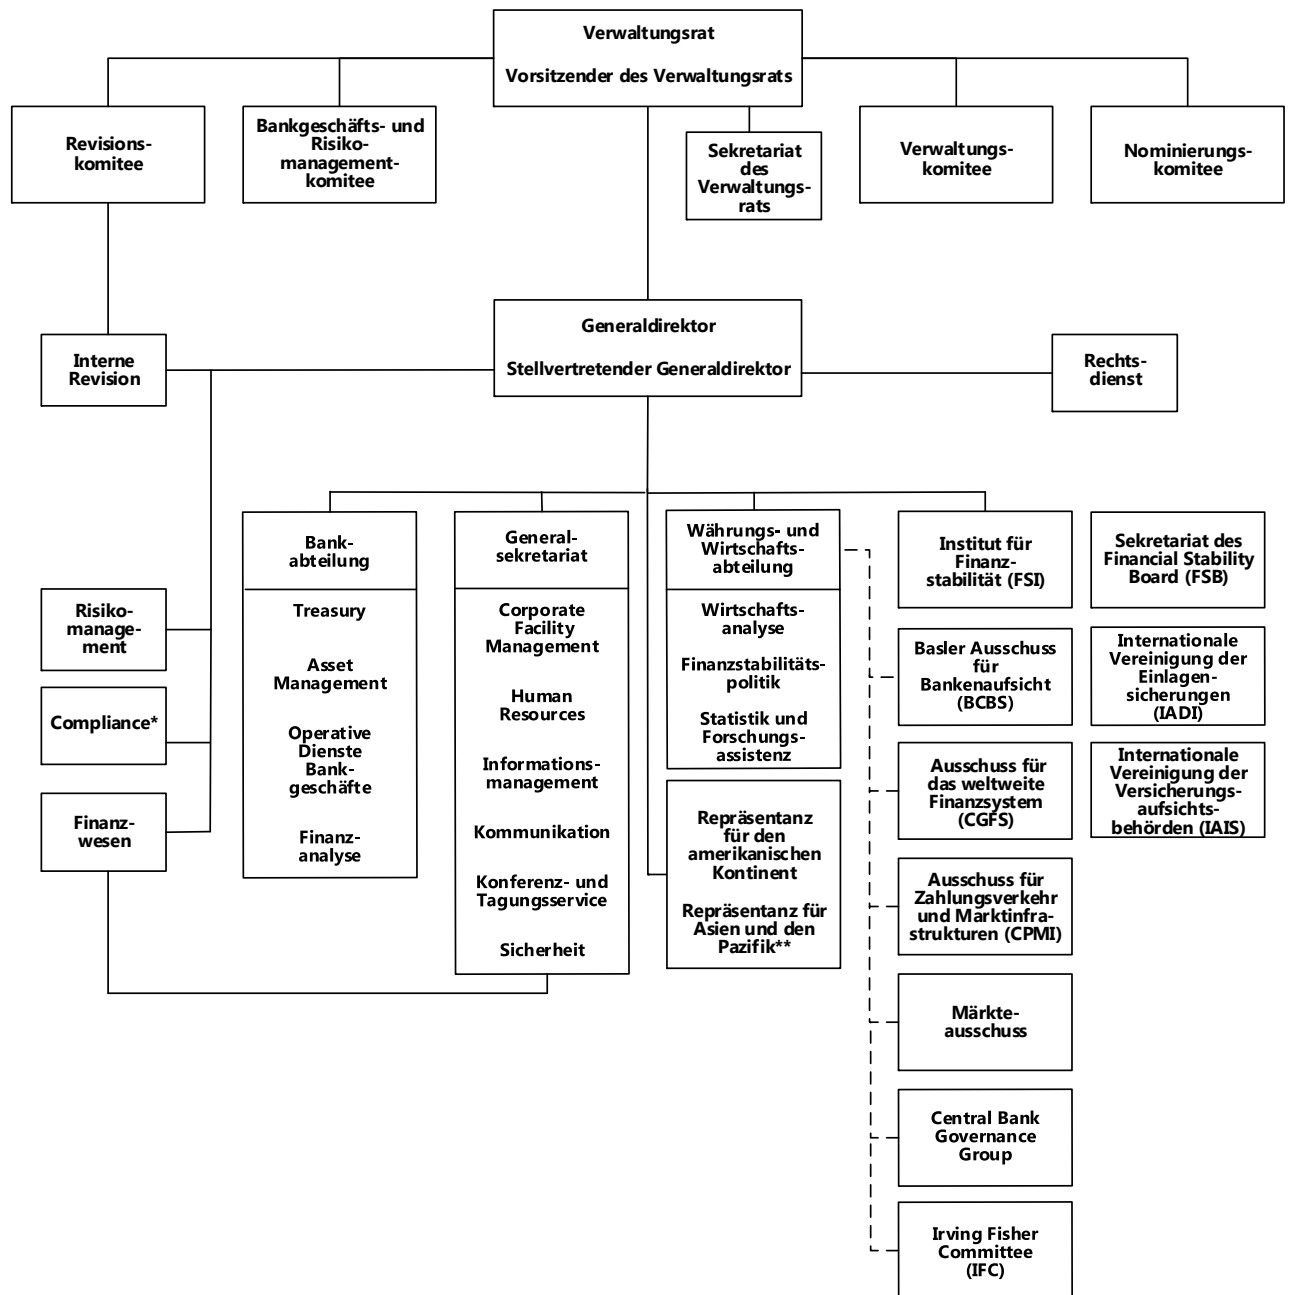 Verwaltungsrat
Vorsitzender des Verwaltungsrats
Revisions-
komitee
Bankgeschäfts- und
Risiko-
management-
komitee
Sekretariat
des
Verwaltungs-
rats
Verwaltungs-
komitee
Nominierungs-
komitee
Generaldirektor
Stellvertretender Generaldirektor
Interne
Revision
Rechts-
dienst
Risiko-
manage-
ment
Compliance*
Finanz-
wesen
Bank-
abteilung
Treasury
Asset
Management
Operative
Dienste
Bank-
geschäfte
Finanz-
analyse
General-
sekretariat
Corporate
Facility
Management
Human
Resources
Informations-
management
Kommunikation
Konferenz- und
Tagungsservice
Sicherheit
Währungs- und
Wirtschafts-
abteilung
Wirtschafts-
analyse
Finanzstabilitäts-
politik
Statistik und
Forschungs-
assistenz
Repräsentanz
für den
amerikanischen
Kontinent
Repräsentanz für
Asien und den
Pazifik**
Institut für
Finanz-
stabilität (FSI)
Basler Ausschuss
für
Bankenaufsicht
(BCBS)
Ausschuss für
das weltweite
Finanzsystem
(CGFS)
Ausschuss für
Zahlungsverkehr
und Marktinfra-
strukturen (CPMI)
Märkte-
ausschuss
Central Bank
Governance
Group
Irving Fisher
Committee
(IFC)
Sekretariat des
Financial Stability
Board (FSB)
Internationale
Vereinigung der
Einlagen-
sicherungen
(IADI)
Internationale
Vereinigung der
Versicherungs-
aufsichts-
behörden (IAIS)